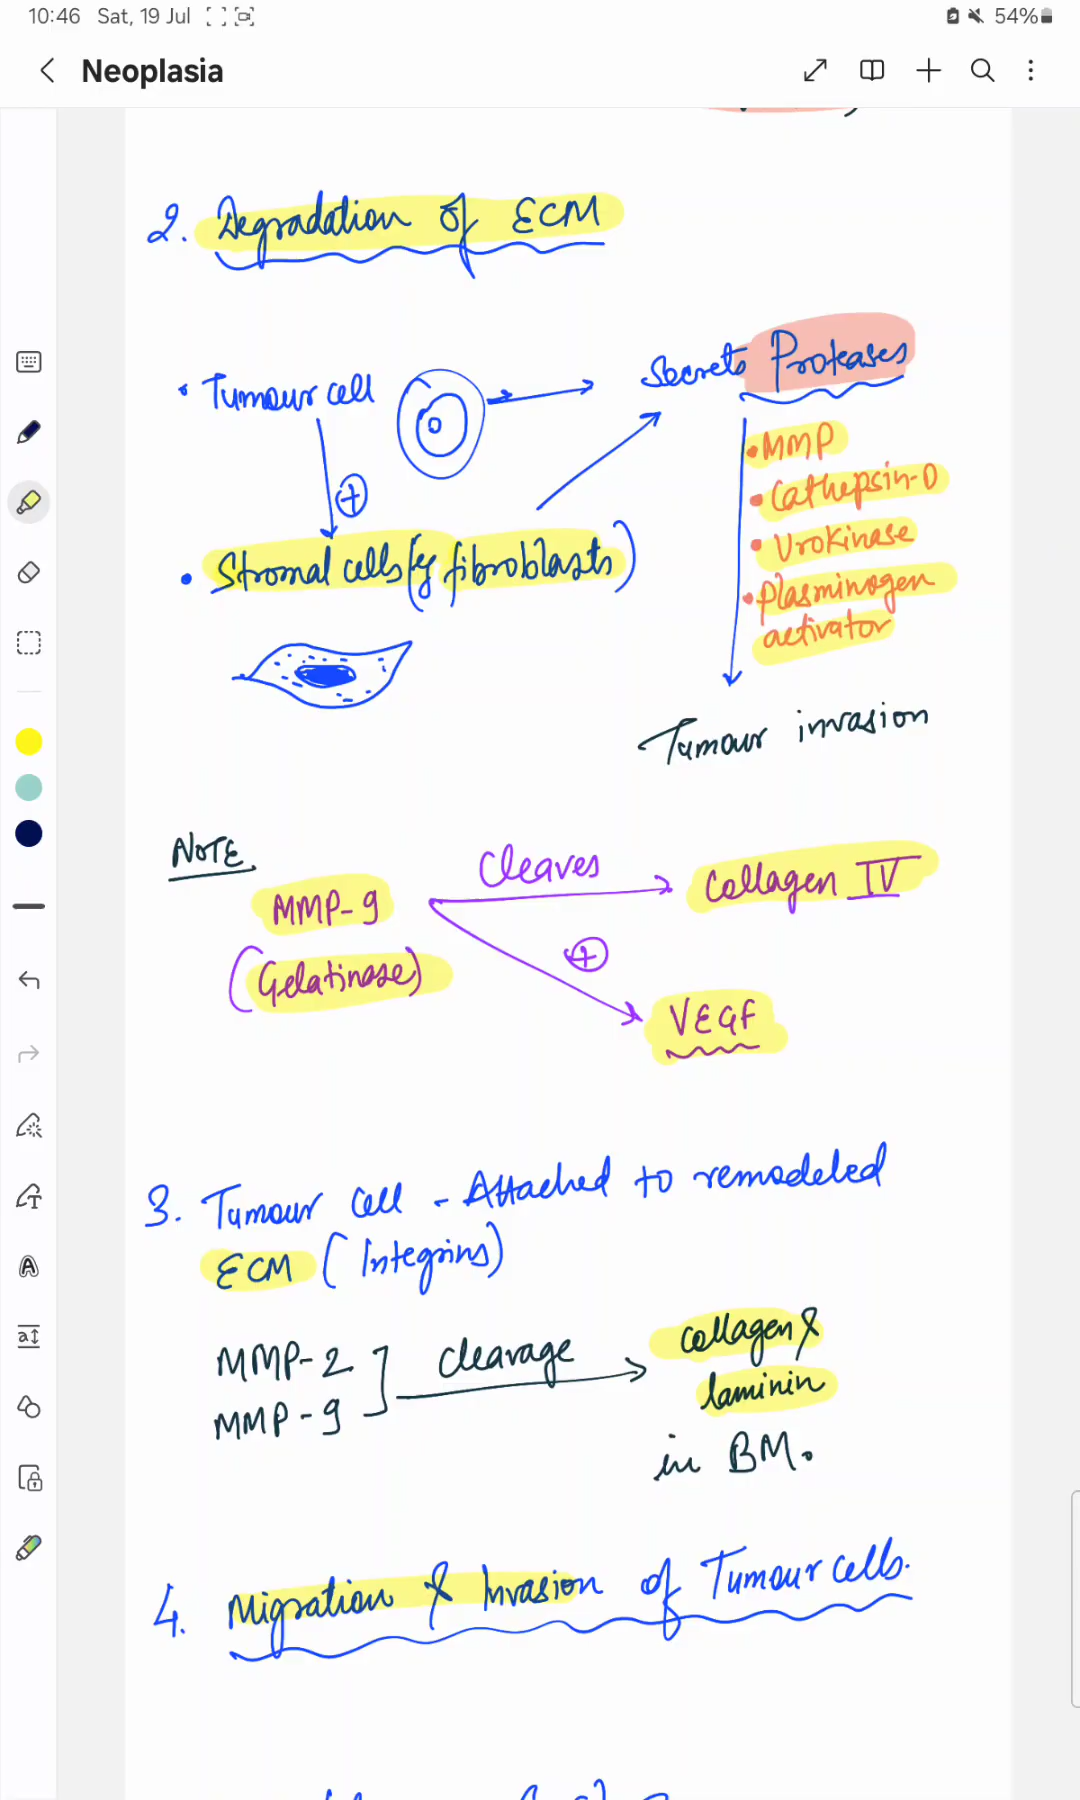 10:46 Sat, 19 Jul 54%
Neoplasia
2. Degradation of ECM
• Tumour cell
Secrets Proteases
• MMP
• Cathepsin-D
• Urokinase
• Plasminogen
activator
+
• Stromal cells (eg fibroblasts)
Tumour invasion
NOTE
MMP-9
(Gelatinase)
Cleaves
Collagen IV
+
VEGF
3. Tumour cell - Attached to remodeled
ECM (Integrins)
MMP-2
MMP-9
cleavage
collagen &
laminin
in BM.
4. Migration & Invasion of Tumour cells.